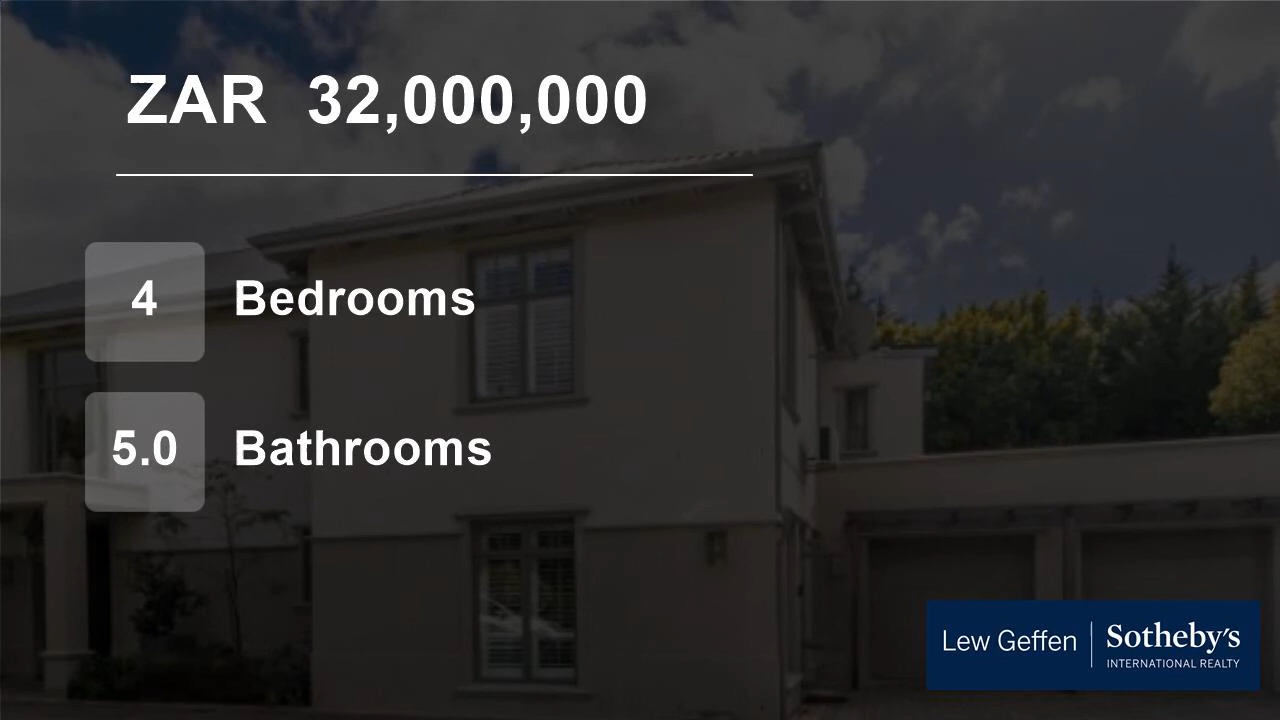 ZAR 32,000,000
4 Bedrooms
5.0 Bathrooms
Lew Geffen
Sotheby's
INTERNATIONAL REALTY